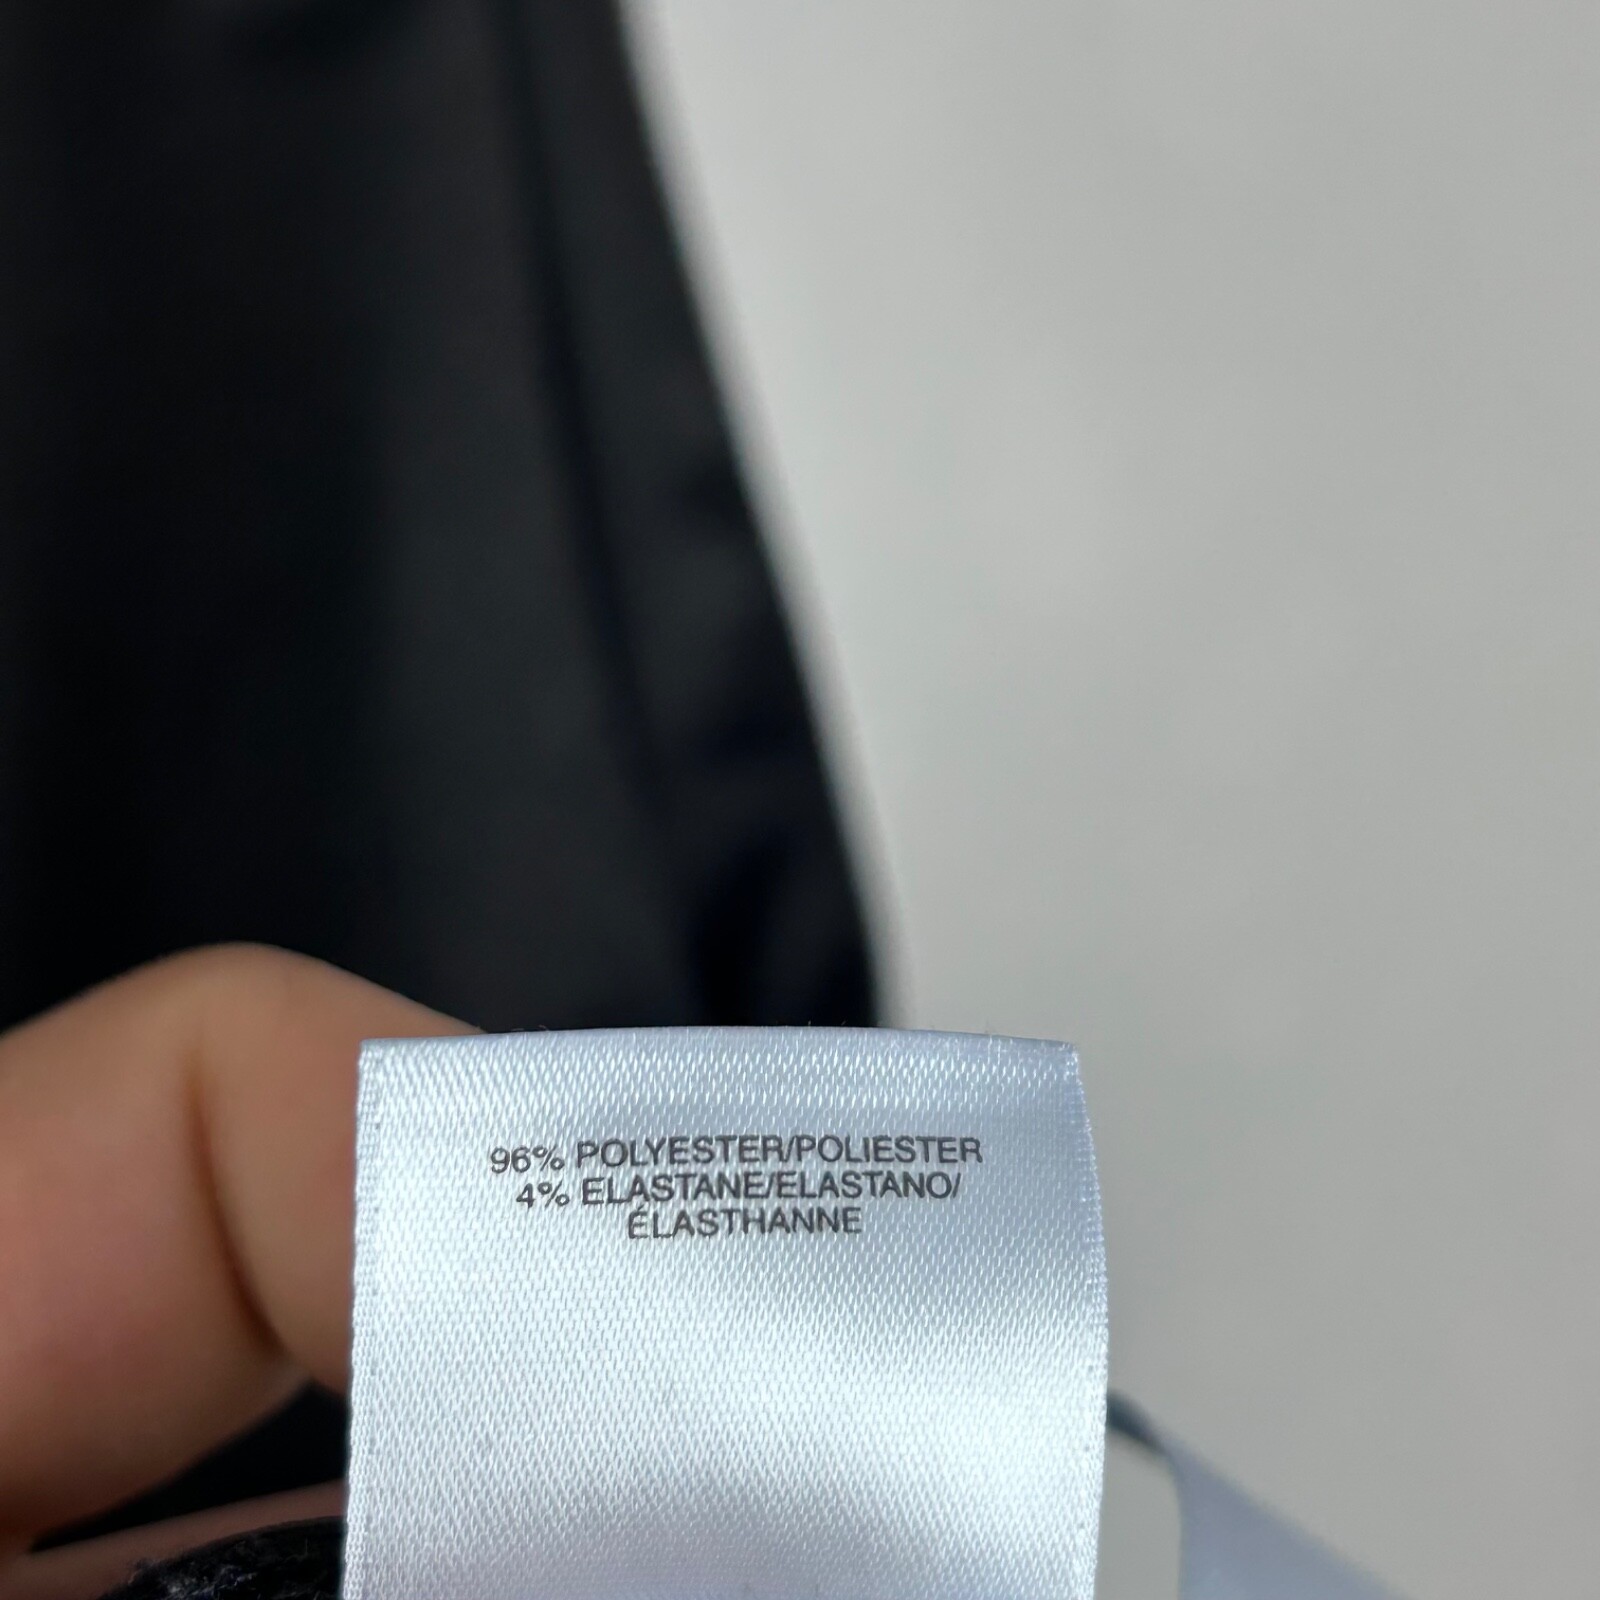 96% POLYESTER/POLIESTER
4% ELASTANE/ELASTANO/
ÉLASTHANNE